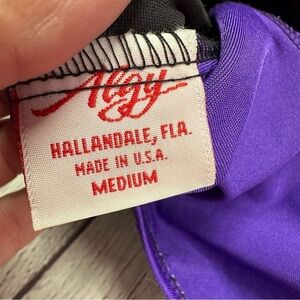 Algy
HALLANDALE, FLA.
MADE IN U.S.A.
MEDIUM